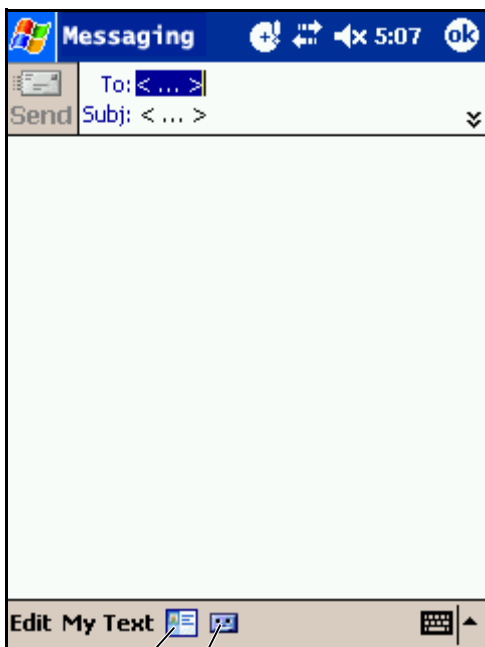 Messaging 5:07 ok
To: < ... >
Send Subj: < ... >
Edit My Text